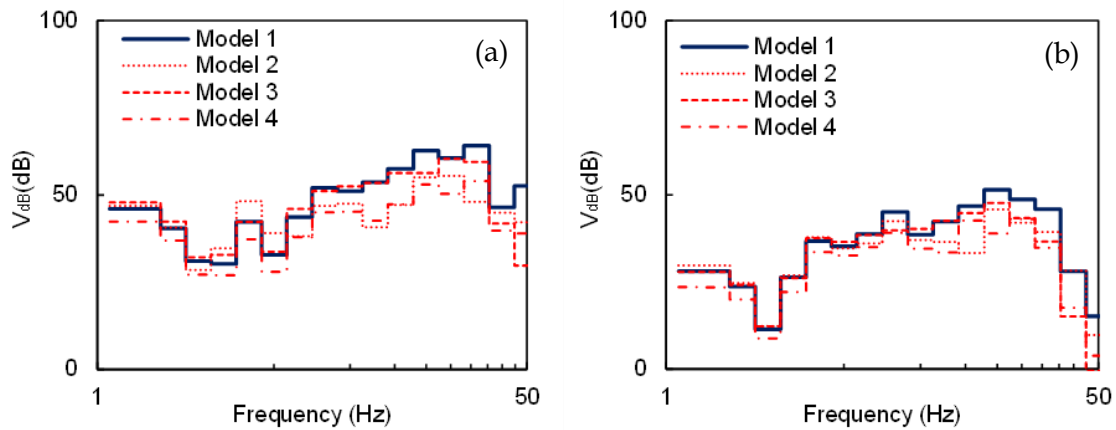 100
Model 1
Model 2
Model 3
Model 4
(a)
50
0
1
50
VdB(dB)
Frequency (Hz)
100
Model 1
Model 2
Model 3
Model 4
(b)
50
0
1
50
VdB(dB)
Frequency (Hz)